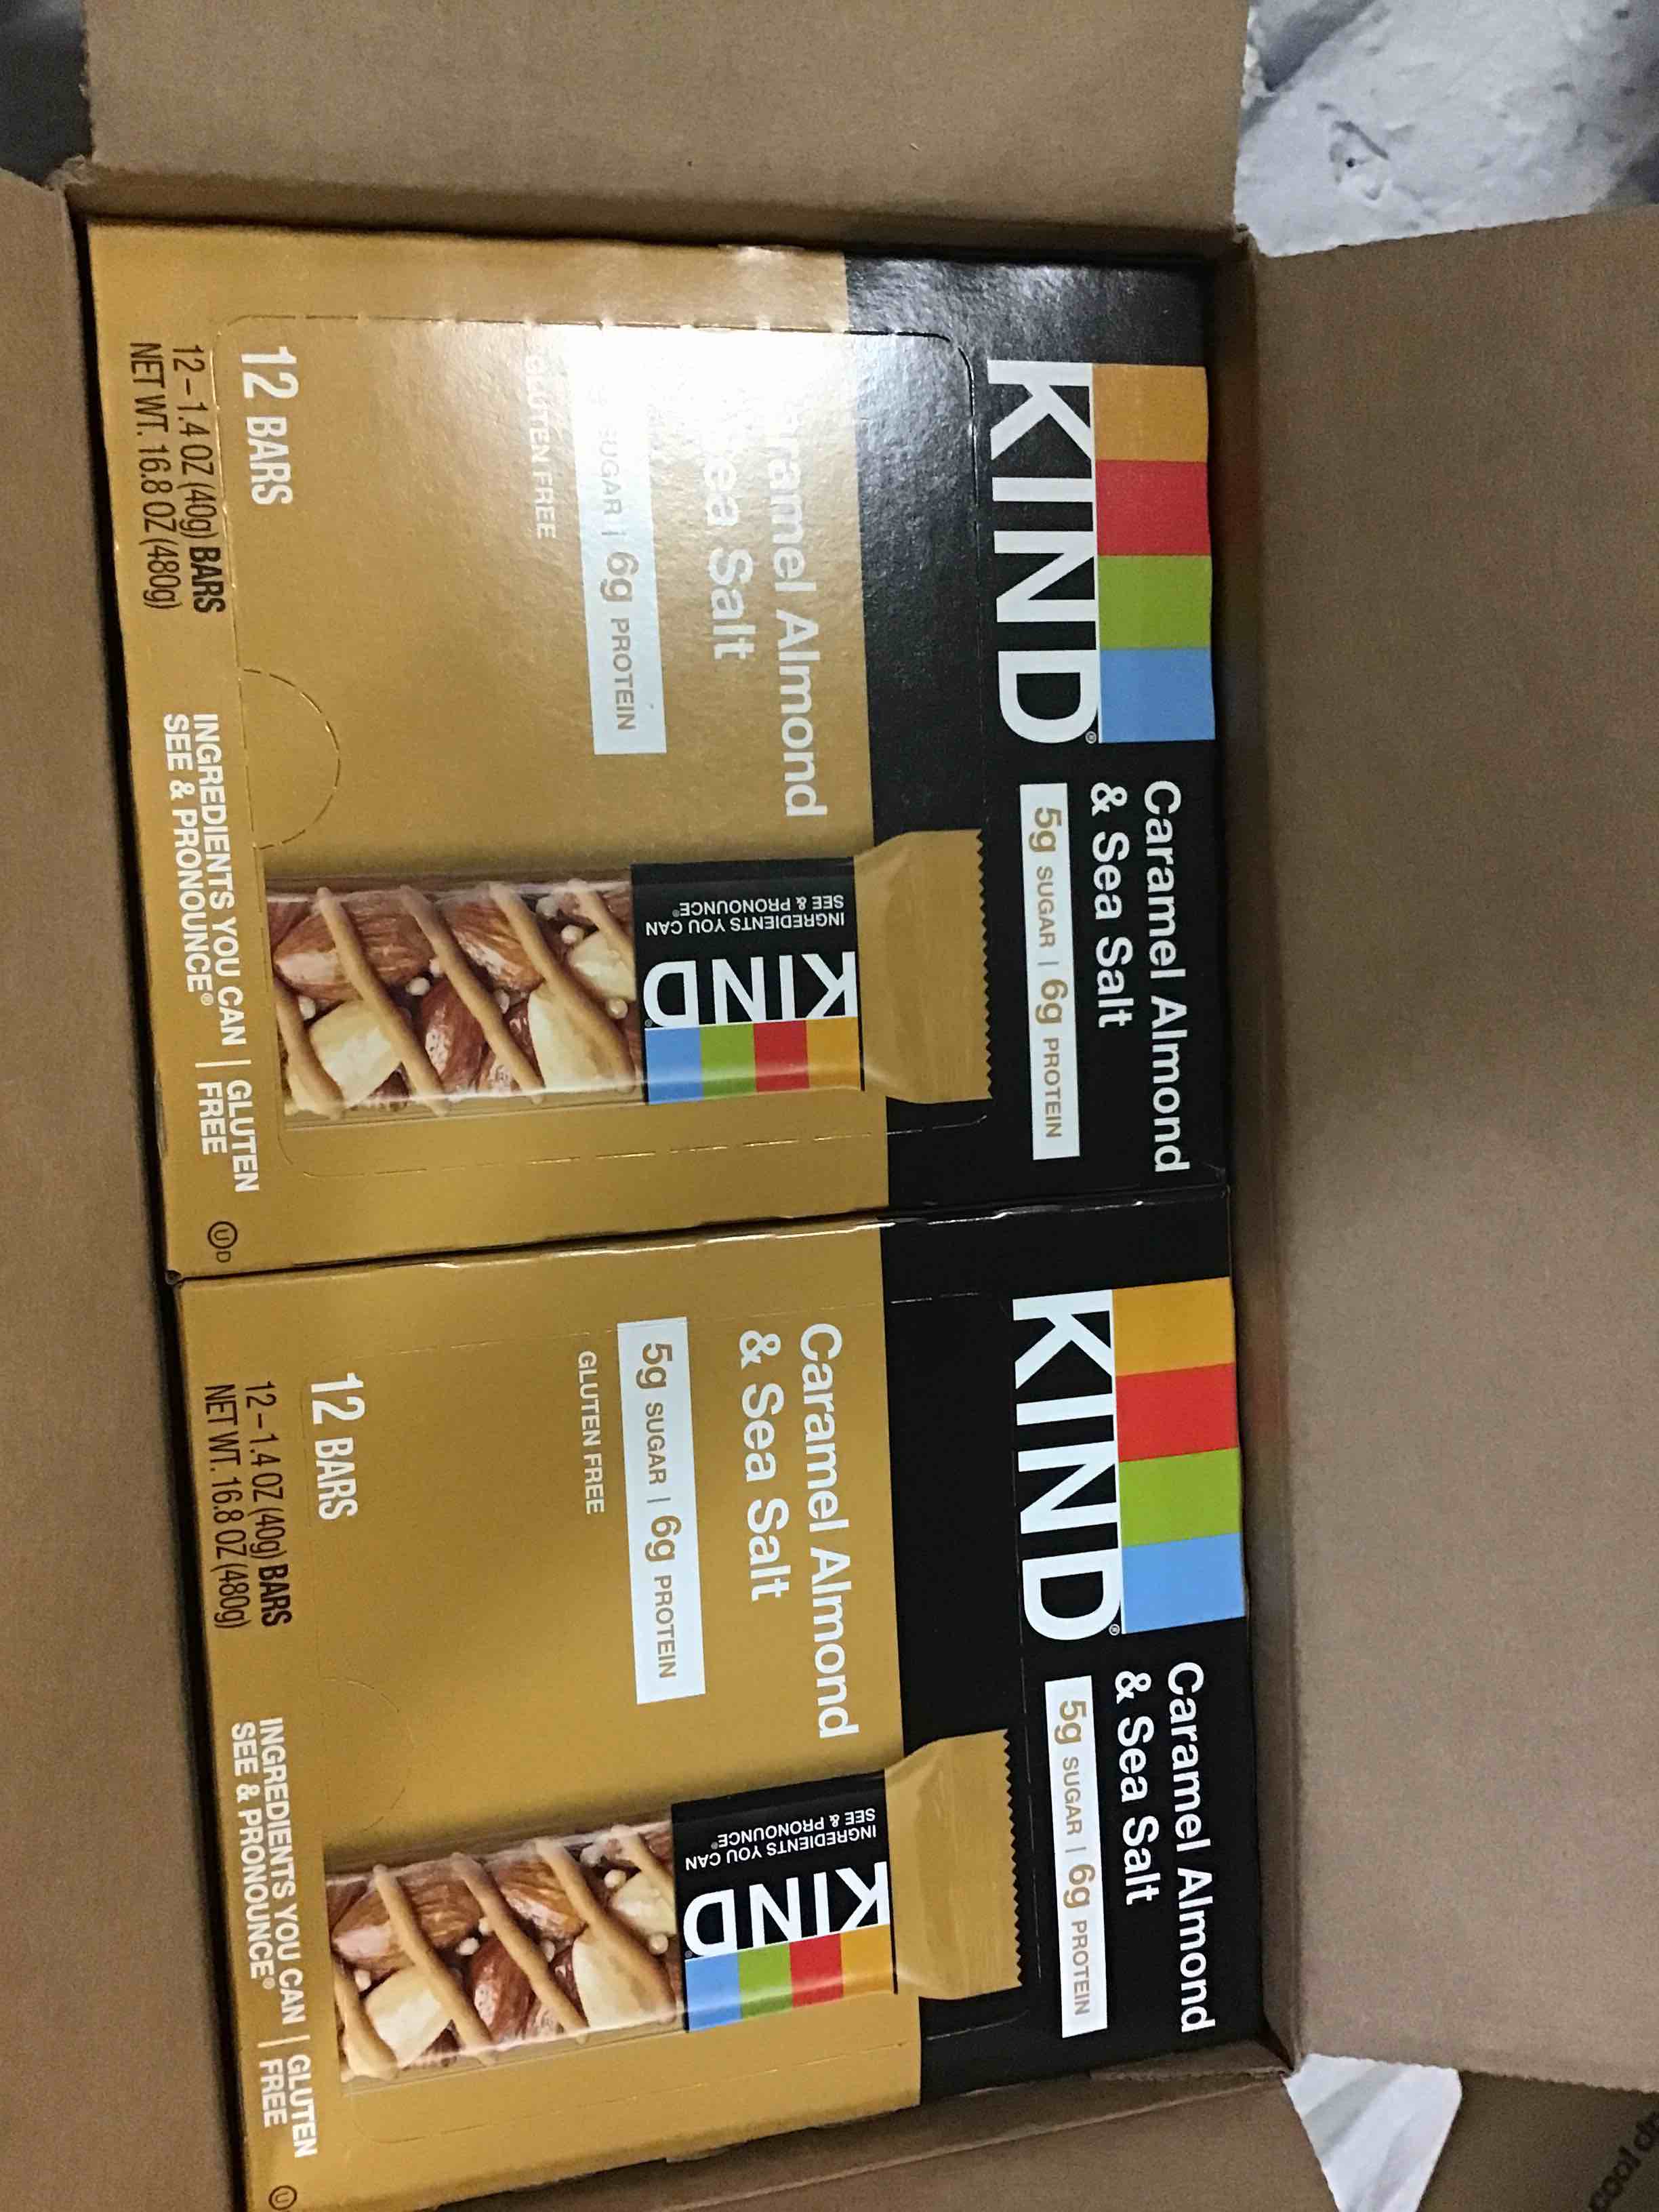 KIND®
Caramel Almond
& Sea Salt
5g SUGAR | 6g PROTEIN
Caramel Almond
Sea Salt
SUGAR | 6g PROTEIN
GLUTEN FREE
12 BARS
12–1.4 OZ (40g) BARS
NET WT. 16.8 OZ (480g)
KIND®
INGREDIENTS YOU CAN
SEE & PRONOUNCE®
INGREDIENTS YOU CAN | GLUTEN
SEE & PRONOUNCE® | FREE
U D
KIND®
Caramel Almond
& Sea Salt
5g SUGAR | 6g PROTEIN
Caramel Almond
& Sea Salt
5g SUGAR | 6g PROTEIN
GLUTEN FREE
12 BARS
12–1.4 OZ (40g) BARS
NET WT. 16.8 OZ (480g)
KIND®
INGREDIENTS YOU CAN
SEE & PRONOUNCE®
INGREDIENTS YOU CAN | GLUTEN
SEE & PRONOUNCE® | FREE
U